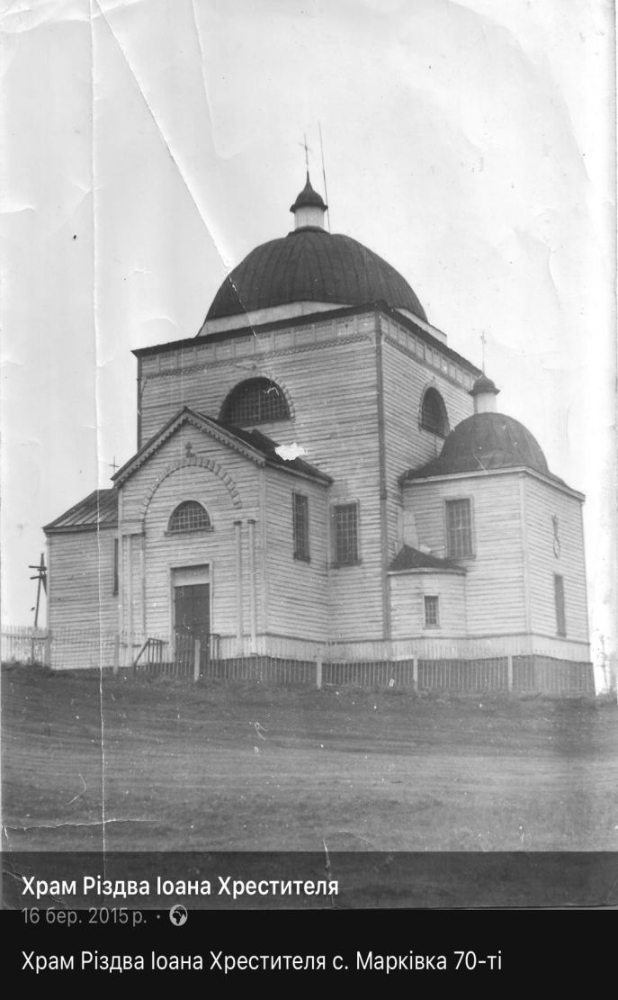 Храм Різдва Іоана Хрестителя
16 бер. 2015 р. ·
Храм Різдва Іоана Хрестителя с. Марківка 70-ті